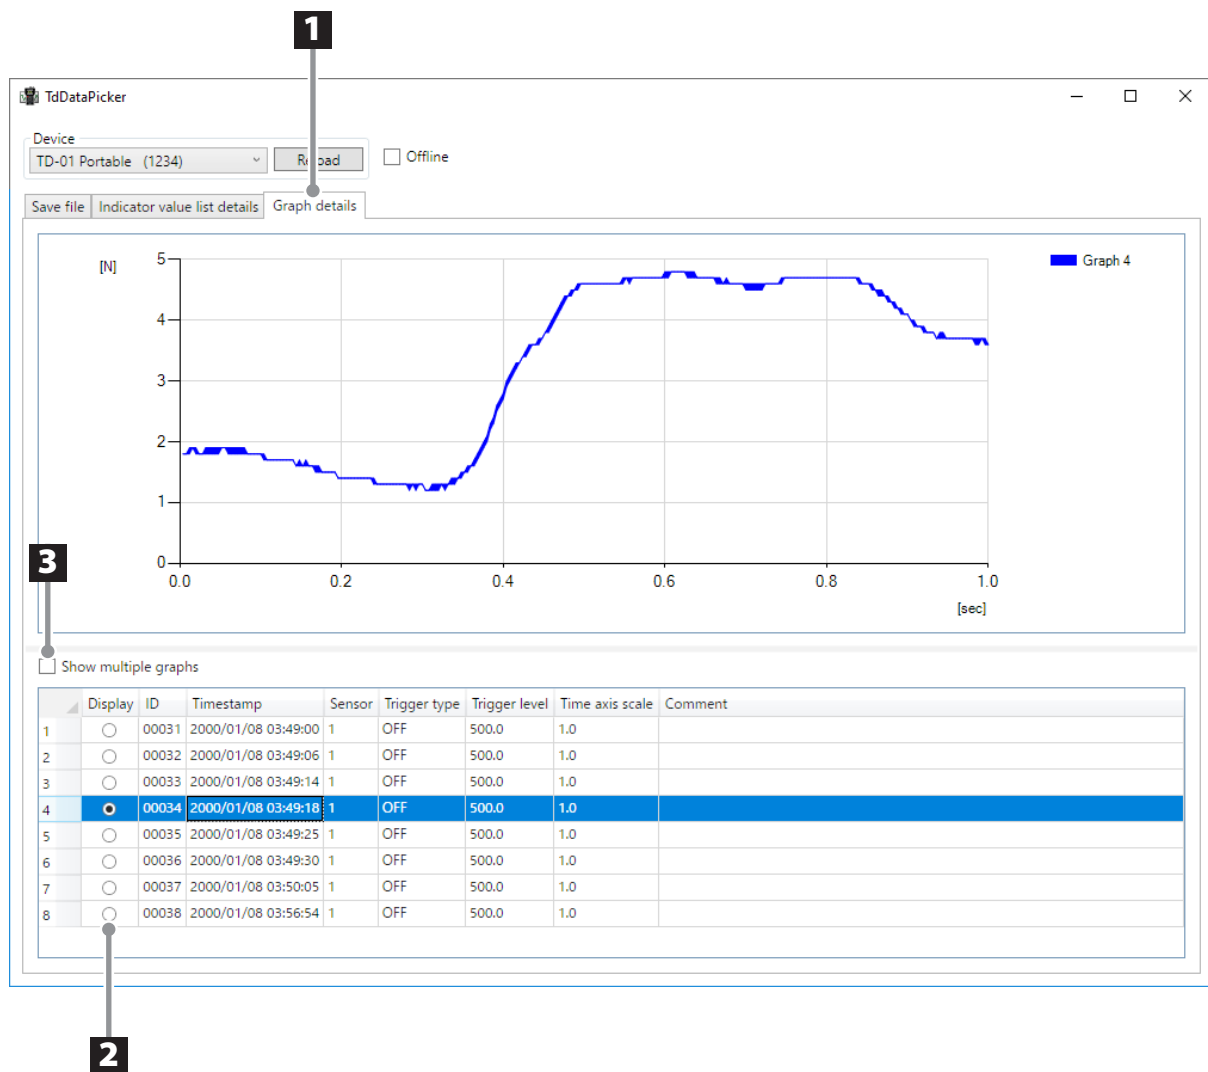 1
TdDataPicker
Device
TD-01 Portable (1234)
Reload
Offline
Save file
Indicator value list details
Graph details
[N]
5
4
3
2
1
0
0.0 0.2 0.4 0.6 0.8 1.0
[sec]
Graph 4
3
Show multiple graphs
Display ID Timestamp Sensor Trigger type Trigger level Time axis scale Comment
1 00031 2000/01/08 03:49:00 1 OFF 500.0 1.0
2 00032 2000/01/08 03:49:06 1 OFF 500.0 1.0
3 00033 2000/01/08 03:49:14 1 OFF 500.0 1.0
4 00034 2000/01/08 03:49:18 1 OFF 500.0 1.0
5 00035 2000/01/08 03:49:25 1 OFF 500.0 1.0
6 00036 2000/01/08 03:49:30 1 OFF 500.0 1.0
7 00037 2000/01/08 03:50:05 1 OFF 500.0 1.0
8 00038 2000/01/08 03:56:54 1 OFF 500.0 1.0
2